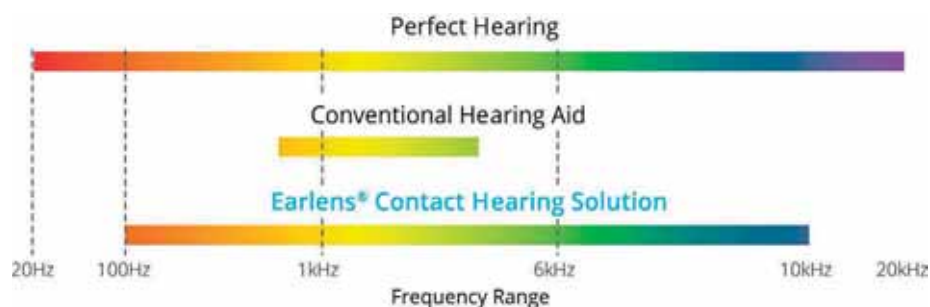 Perfect Hearing
Conventional Hearing Aid
Earlens® Contact Hearing Solution
20Hz 100Hz 1kHz 6kHz 10kHz 20kHz
Frequency Range